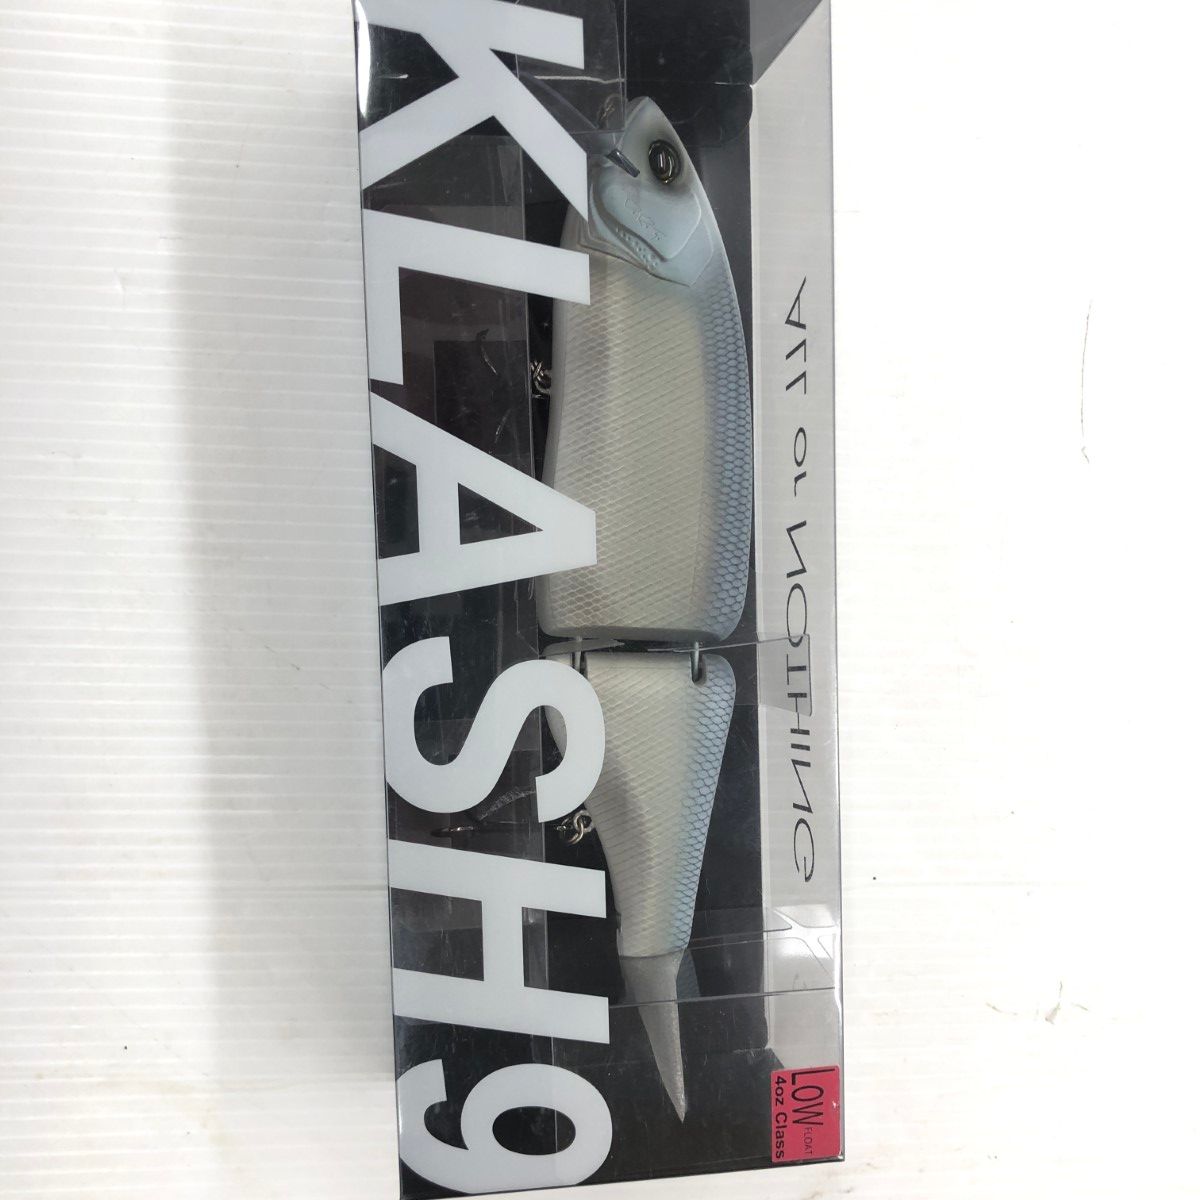 KLASH9
ALL or NOTHING
LOW
FLOAT
4oz Class